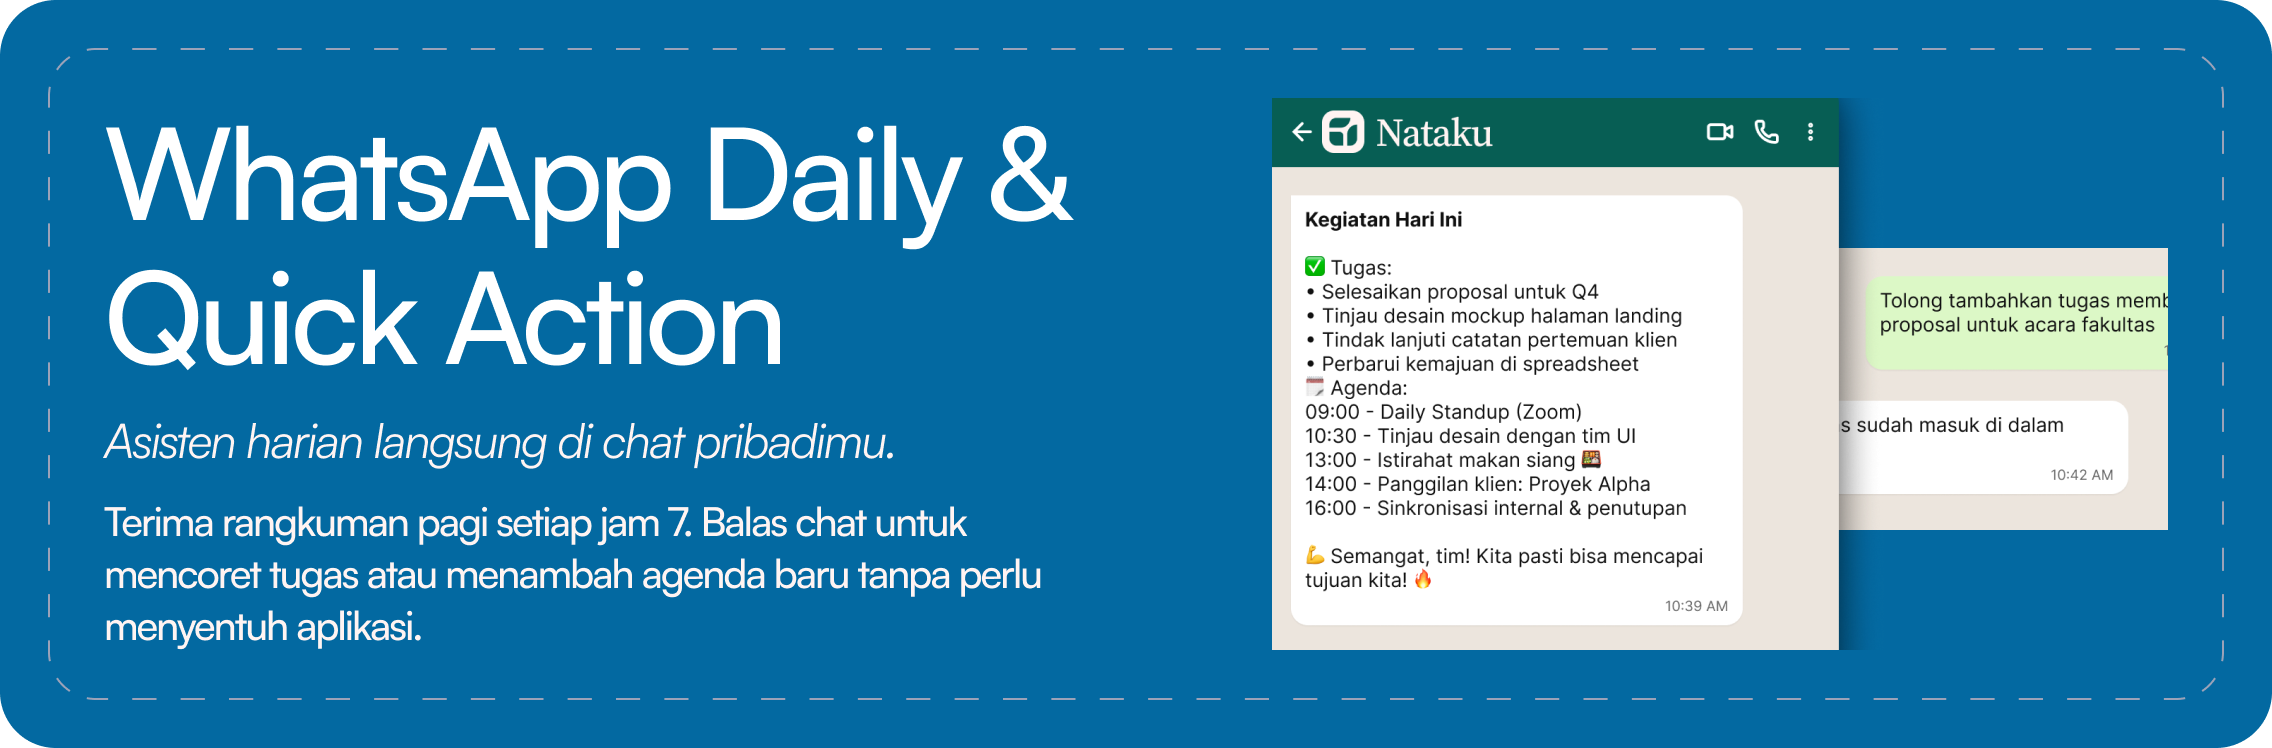 WhatsApp Daily &
Quick Action
Asisten harian langsung di chat pribadimu.
Terima rangkuman pagi setiap jam 7. Balas chat untuk
mencoret tugas atau menambah agenda baru tanpa perlu
menyentuh aplikasi.
Nataku
Kegiatan Hari Ini
✅ Tugas:
• Selesaikan proposal untuk Q4
• Tinjau desain mockup halaman landing
• Tindak lanjuti catatan pertemuan klien
• Perbarui kemajuan di spreadsheet
🗓️ Agenda:
09:00 - Daily Standup (Zoom)
10:30 - Tinjau desain dengan tim UI
13:00 - Istirahat makan siang 🍱
14:00 - Panggilan klien: Proyek Alpha
16:00 - Sinkronisasi internal & penutupan
💪 Semangat, tim! Kita pasti bisa mencapai
tujuan kita! 🔥
10:39 AM
Tolong tambahkan tugas
proposal untuk acara fakultas
sudah masuk di dalam
10:42 AM